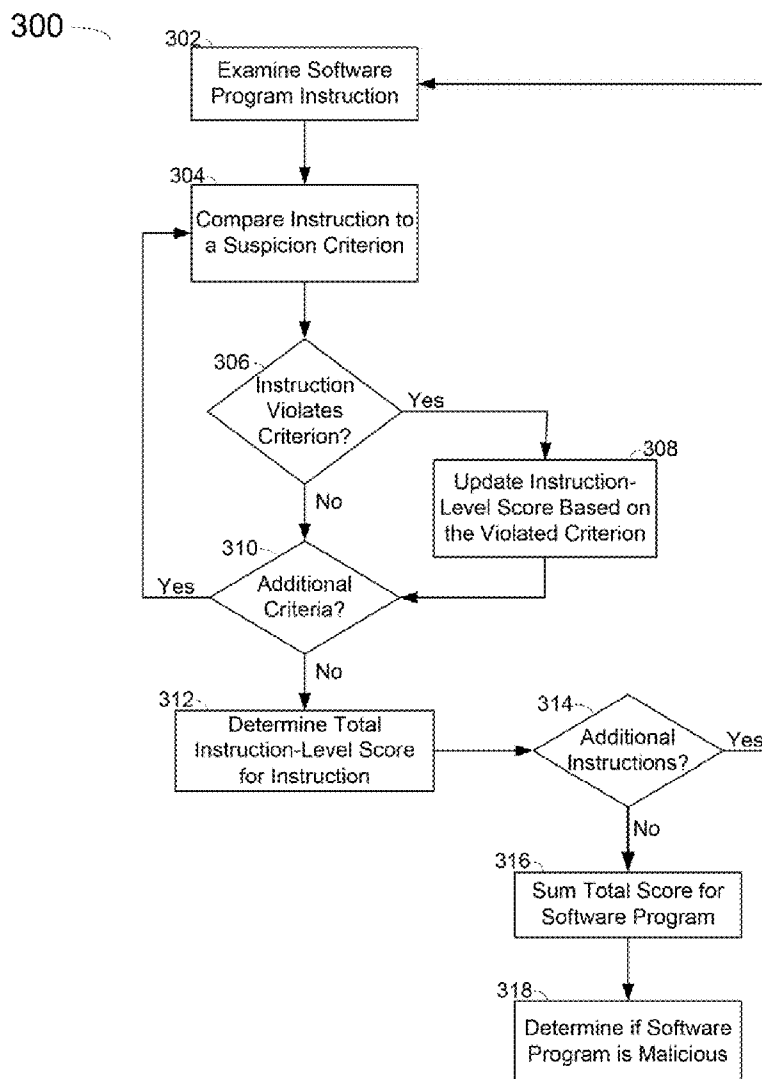 300
302
Examine Software
Program Instruction
304
Compare Instruction to
a Suspicion Criterion
306
Instruction
Violates
Criterion?
Yes
No
308
Update Instruction-
Level Score Based on
the Violated Criterion
310
Additional
Criteria?
Yes
No
312
Determine Total
Instruction-Level Score
for Instruction
314
Additional
Instructions?
Yes
No
316
Sum Total Score for
Software Program
318
Determine if Software
Program is Malicious